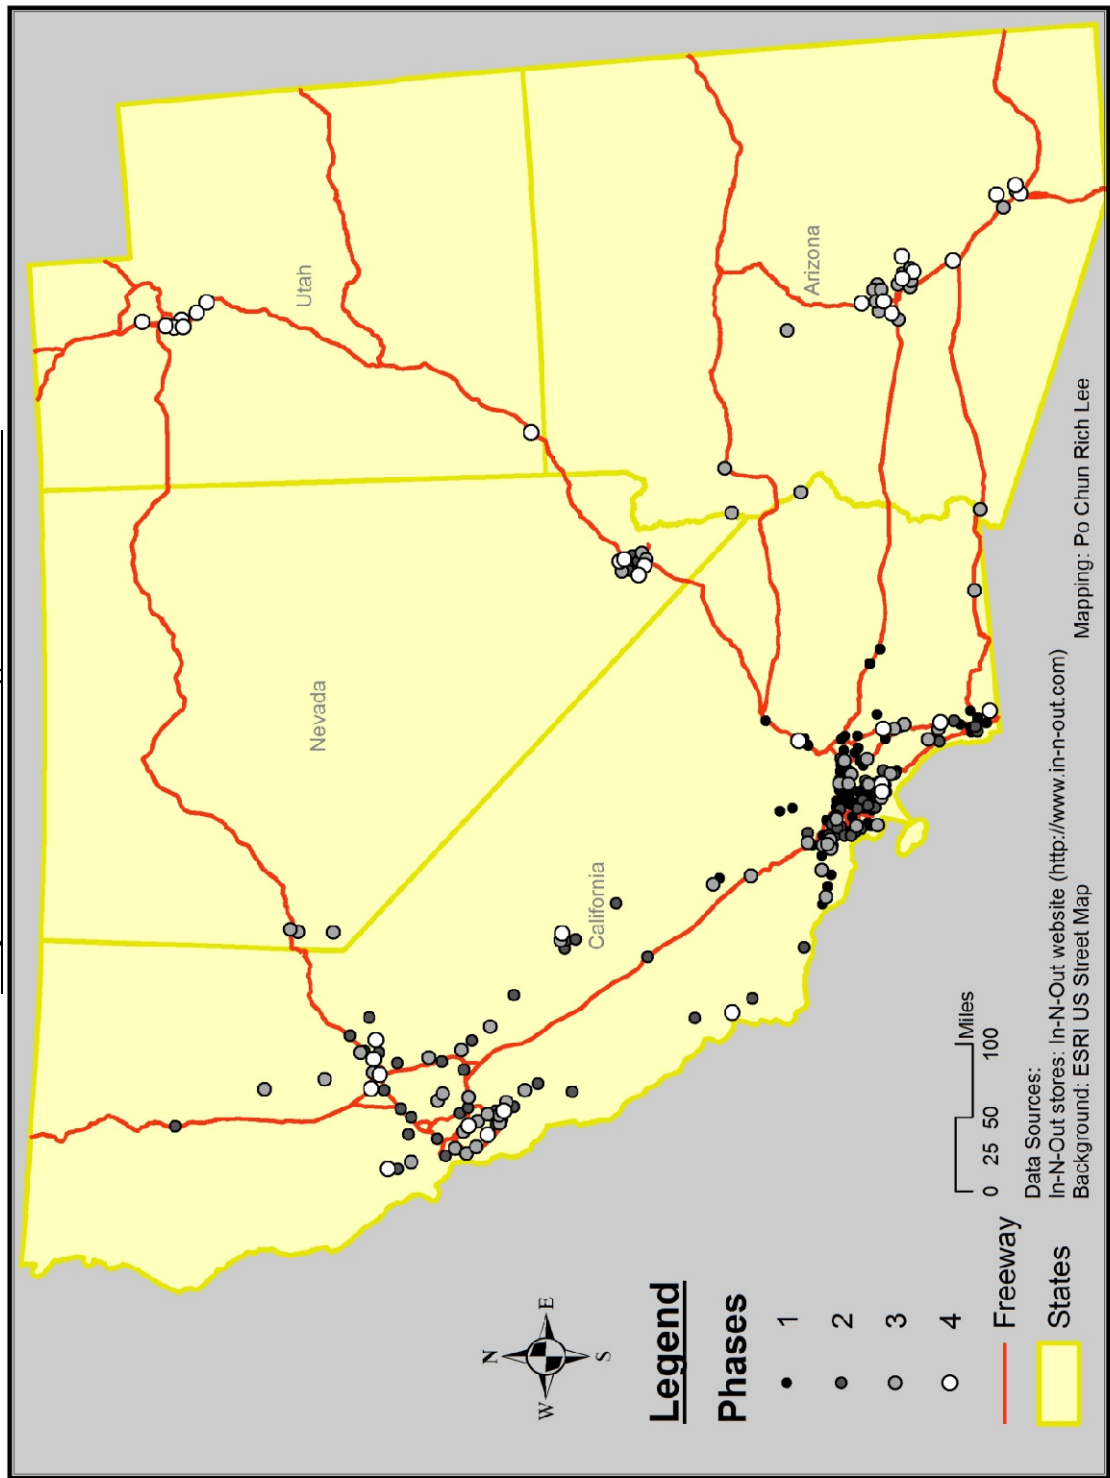 Utah
Nevada
Arizona
California
N
W
E
S
Legend
Phases
1
2
3
4
Freeway
States
Miles
0 25 50 100
Data Sources:
In-N-Out stores: In-N-Out website (http://www.in-n-out.com)
Background: ESRI US Street Map
Mapping: Po Chun Rich Lee